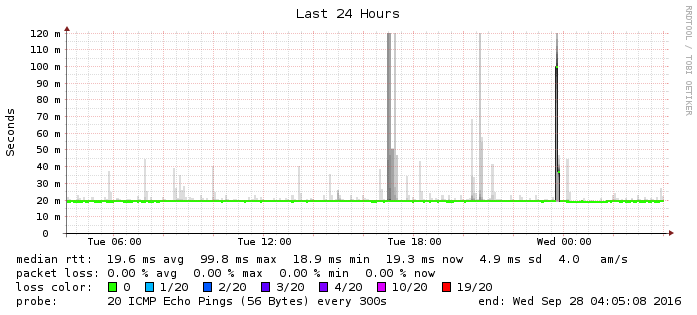 Last 24 Hours
RRDTOOL / TOBI OETIKER
Seconds
120 m
110 m
100 m
90 m
80 m
70 m
60 m
50 m
40 m
30 m
20 m
10 m
0
Tue 06:00 Tue 12:00 Tue 18:00 Wed 00:00
median rtt: 19.6 ms avg 99.8 ms max 18.9 ms min 19.3 ms now 4.9 ms sd 4.0 am/s
packet loss: 0.00 % avg 0.00 % max 0.00 % min 0.00 % now
loss color: 0 1/20 2/20 3/20 4/20 10/20 19/20
probe: 20 ICMP Echo Pings (56 Bytes) every 300s end: Wed Sep 28 04:05:08 2016